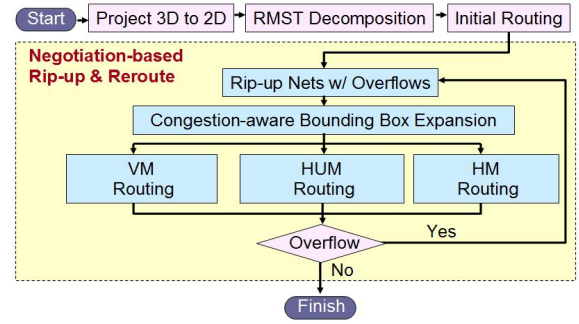 Start
Project 3D to 2D
RMST Decomposition
Initial Routing
Negotiation-based
Rip-up & Reroute
Rip-up Nets w/ Overflows
Congestion-aware Bounding Box Expansion
VM
Routing
HUM
Routing
HM
Routing
Overflow
Yes
No
Finish